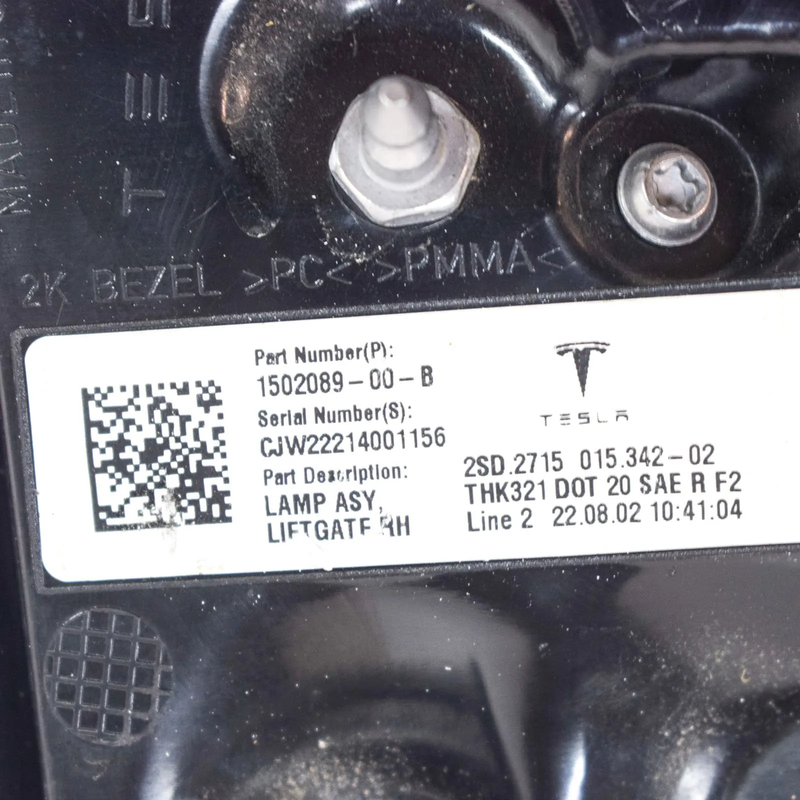 TES
2K BEZEL >PC< >PMMA<
Part Number(P):
1502089-00-B
Serial Number(S):
CJW22214001156
Part Description:
LAMP ASY,
LIFTGATE RH
TESLA
2SD.2715 015.342-02
THK321 DOT 20 SAE R F2
Line 2 22.08.02 10:41:04